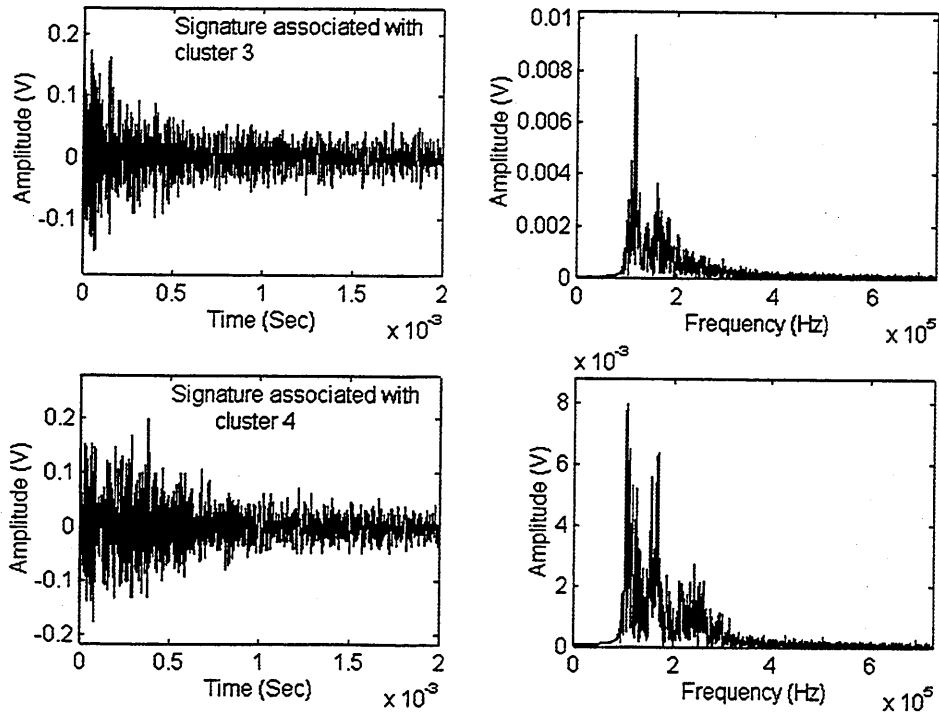 Signature associated with
cluster 3
Amplitude (V)
0.2
0.1
0
-0.1
0
0.5
1
1.5
2
Time (Sec)
x 10⁻³
Amplitude (V)
0.01
0.008
0.006
0.004
0.002
0
0
2
4
6
Frequency (Hz)
x 10⁵
Signature associated with
cluster 4
Amplitude (V)
0.2
0.1
0
-0.1
-0.2
0
0.5
1
1.5
2
Time (Sec)
x 10⁻³
x 10⁻³
Amplitude (V)
8
6
4
2
0
0
2
4
6
Frequency (Hz)
x 10⁵